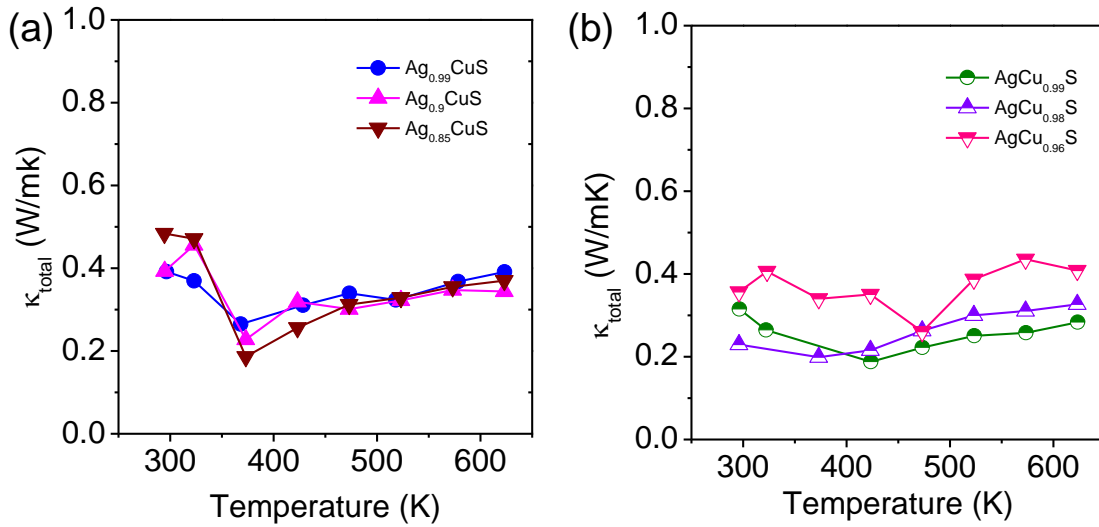 (a)
1.0
0.8
0.6
0.4
0.2
0.0
κtotal (W/mk)
Ag0.99CuS
Ag0.9CuS
Ag0.85CuS
300 400 500 600
Temperature (K)
(b)
1.0
0.8
0.6
0.4
0.2
0.0
κtotal (W/mK)
AgCu0.99S
AgCu0.98S
AgCu0.96S
300 400 500 600
Temperature (K)